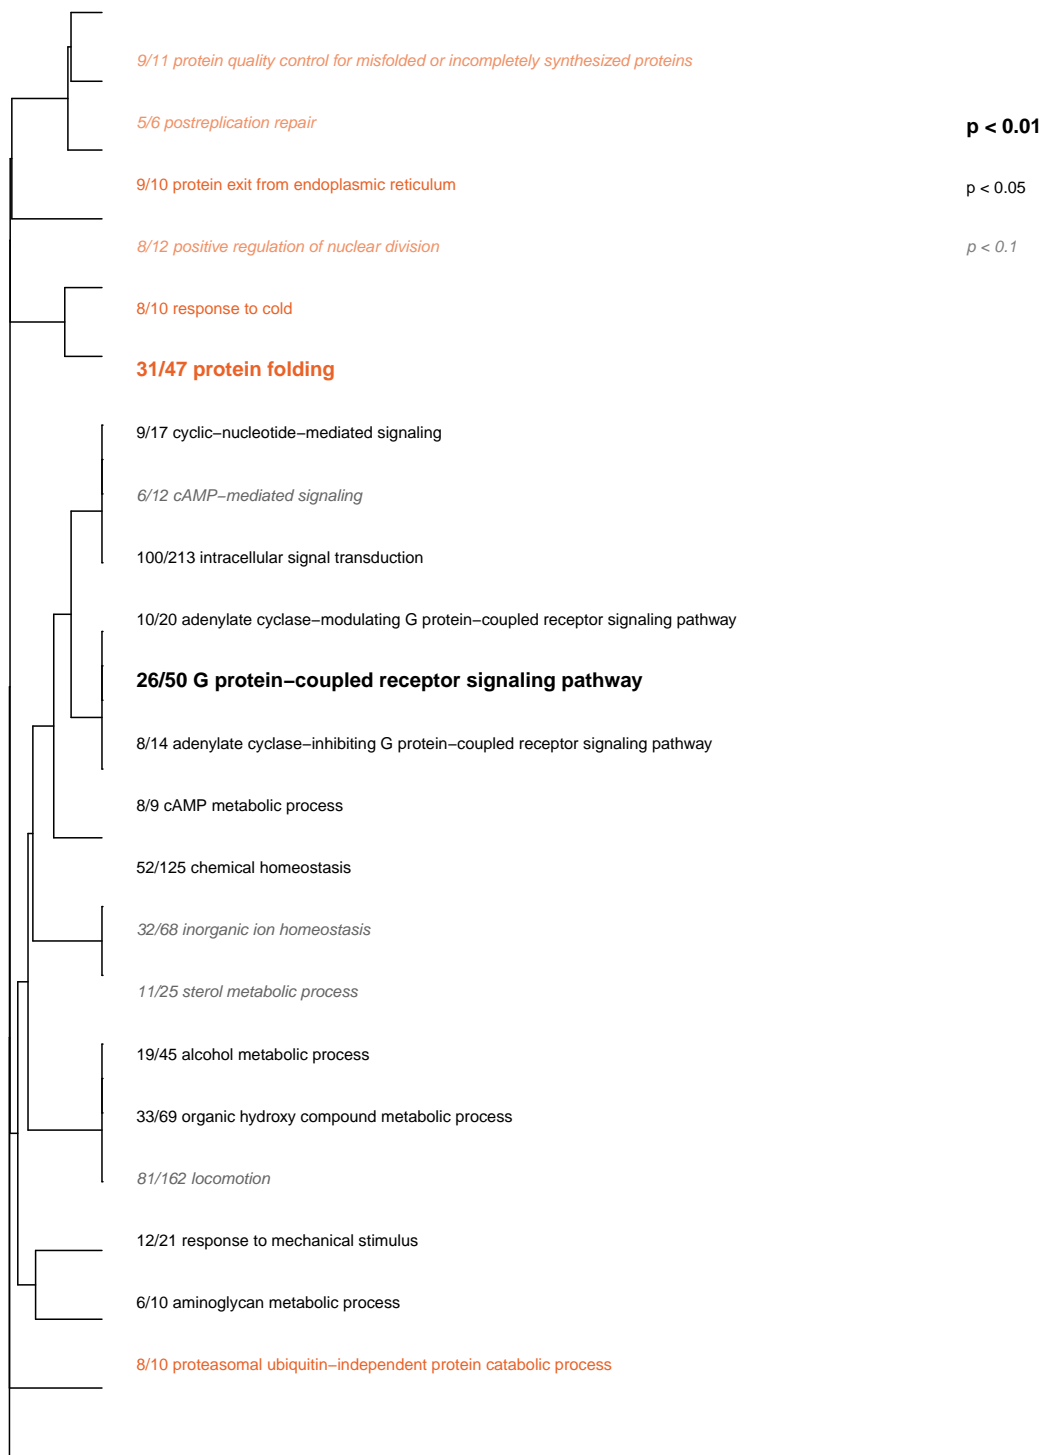 9/11 protein quality control for misfolded or incompletely synthesized proteins
5/6 postreplication repair
p < 0.01
9/10 protein exit from endoplasmic reticulum
p < 0.05
8/12 positive regulation of nuclear division
p < 0.1
8/10 response to cold
31/47 protein folding
9/17 cyclic−nucleotide−mediated signaling
6/12 cAMP−mediated signaling
100/213 intracellular signal transduction
10/20 adenylate cyclase−modulating G protein−coupled receptor signaling pathway
26/50 G protein−coupled receptor signaling pathway
8/14 adenylate cyclase−inhibiting G protein−coupled receptor signaling pathway
8/9 cAMP metabolic process
52/125 chemical homeostasis
32/68 inorganic ion homeostasis
11/25 sterol metabolic process
19/45 alcohol metabolic process
33/69 organic hydroxy compound metabolic process
81/162 locomotion
12/21 response to mechanical stimulus
6/10 aminoglycan metabolic process
8/10 proteasomal ubiquitin−independent protein catabolic process